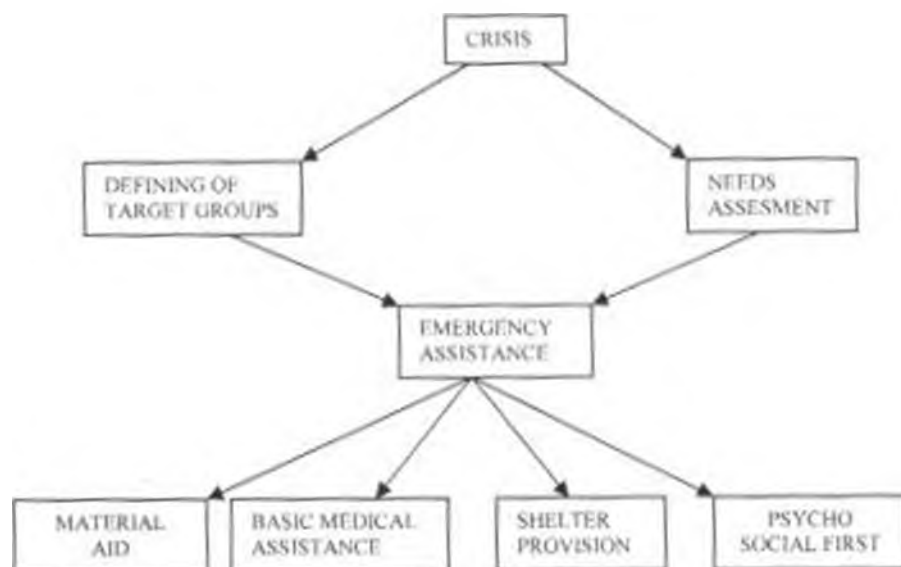 CRISIS
DEFINING OF
TARGET GROUPS
NEEDS
ASSESMENT
EMERGENCY
ASSISTANCE
MATERIAL
AID
BASIC MEDICAL
ASSISTANCE
SHELTER
PROVISION
PSYCHO
SOCIAL FIRST